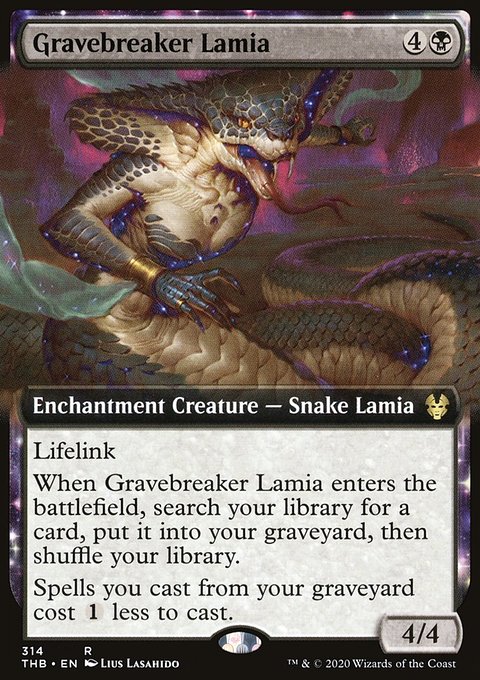 Gravebreaker Lamia 4
Enchantment Creature — Snake Lamia
Lifelink
When Gravebreaker Lamia enters the
battlefield, search your library for a
card, put it into your graveyard, then
shuffle your library.
Spells you cast from your graveyard
cost 1 less to cast.
4/4
314 R
THB • EN Lius Lasahido
™ & © 2020 Wizards of the Coast